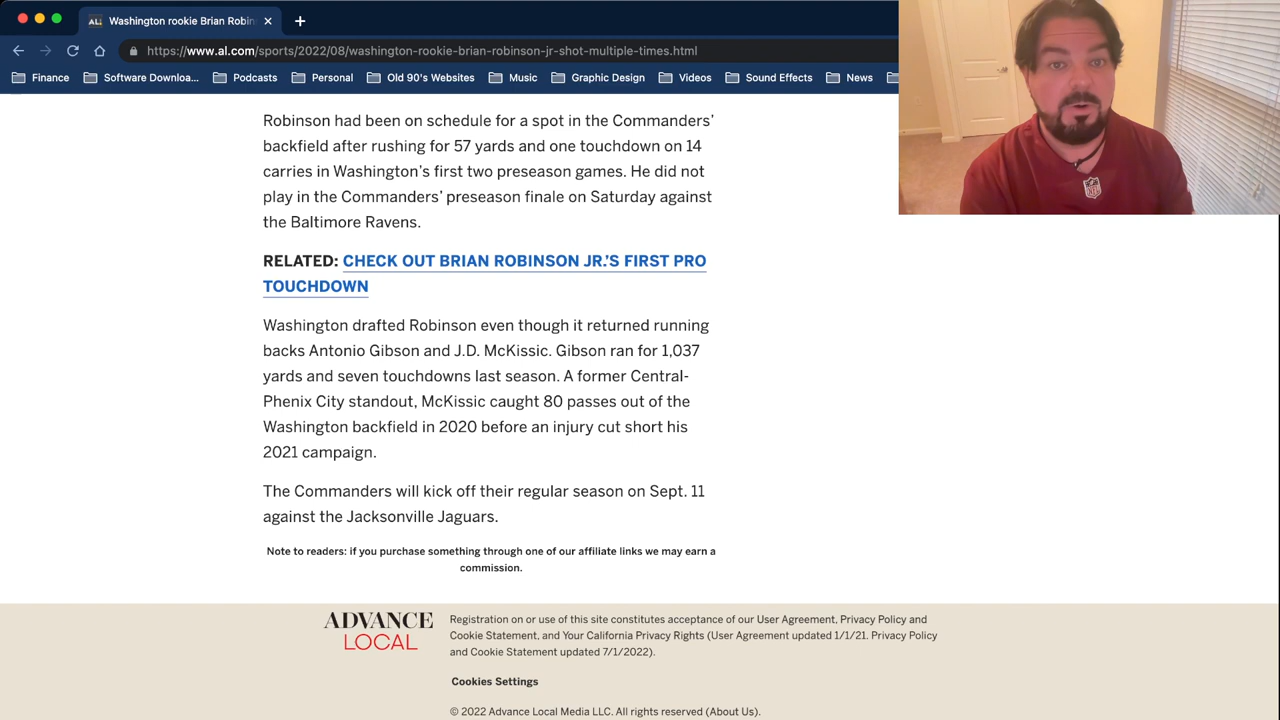 Washington rookie Brian Robin
https://www.al.com/sports/2022/08/washington-rookie-brian-robinson-jr-shot-multiple-times.html
Finance Software Downloa... Podcasts Personal Old 90's Websites Music Graphic Design Videos Sound Effects News
Robinson had been on schedule for a spot in the Commanders’
backfield after rushing for 57 yards and one touchdown on 14
carries in Washington’s first two preseason games. He did not
play in the Commanders’ preseason finale on Saturday against
the Baltimore Ravens.
RELATED: CHECK OUT BRIAN ROBINSON JR.’S FIRST PRO
TOUCHDOWN
Washington drafted Robinson even though it returned running
backs Antonio Gibson and J.D. McKissic. Gibson ran for 1,037
yards and seven touchdowns last season. A former Central-
Phenix City standout, McKissic caught 80 passes out of the
Washington backfield in 2020 before an injury cut short his
2021 campaign.
The Commanders will kick off their regular season on Sept. 11
against the Jacksonville Jaguars.
Note to readers: if you purchase something through one of our affiliate links we may earn a
commission.
ADVANCE
LOCAL
Registration on or use of this site constitutes acceptance of our User Agreement, Privacy Policy and
Cookie Statement, and Your California Privacy Rights (User Agreement updated 1/1/21. Privacy Policy
and Cookie Statement updated 7/1/2022).
Cookies Settings
© 2022 Advance Local Media LLC. All rights reserved (About Us).
AL
NFL